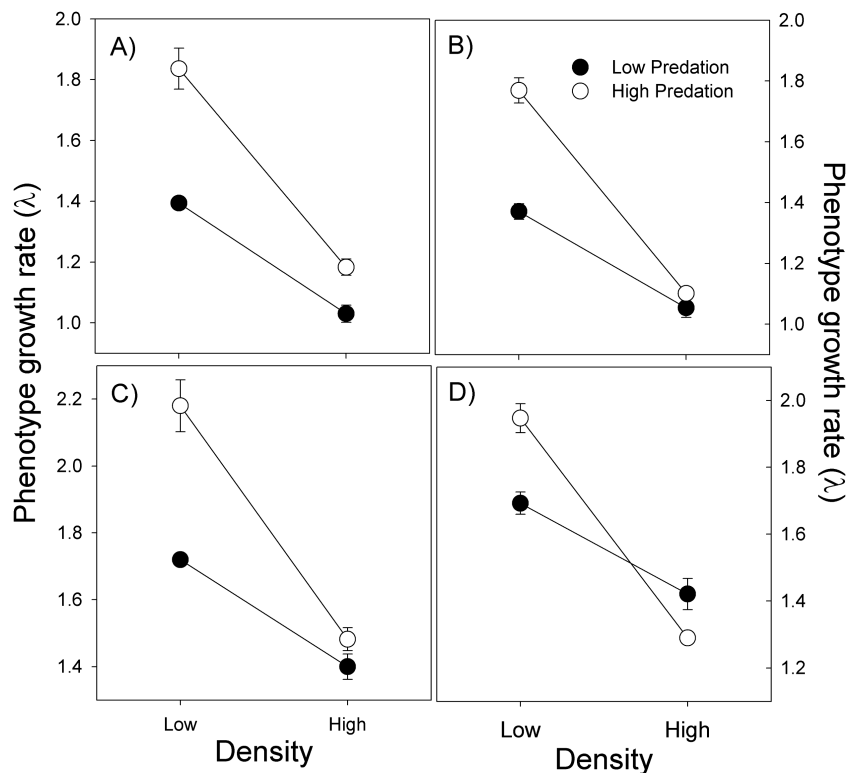 A)
2.0
1.8
1.6
1.4
1.2
1.0
B)
Low Predation
High Predation
2.0
1.8
1.6
1.4
1.2
1.0
Phenotype growth rate (λ)
Phenotype growth rate (λ)
C)
2.2
2.0
1.8
1.6
1.4
Low
High
Density
D)
2.0
1.8
1.6
1.4
1.2
Low
High
Density